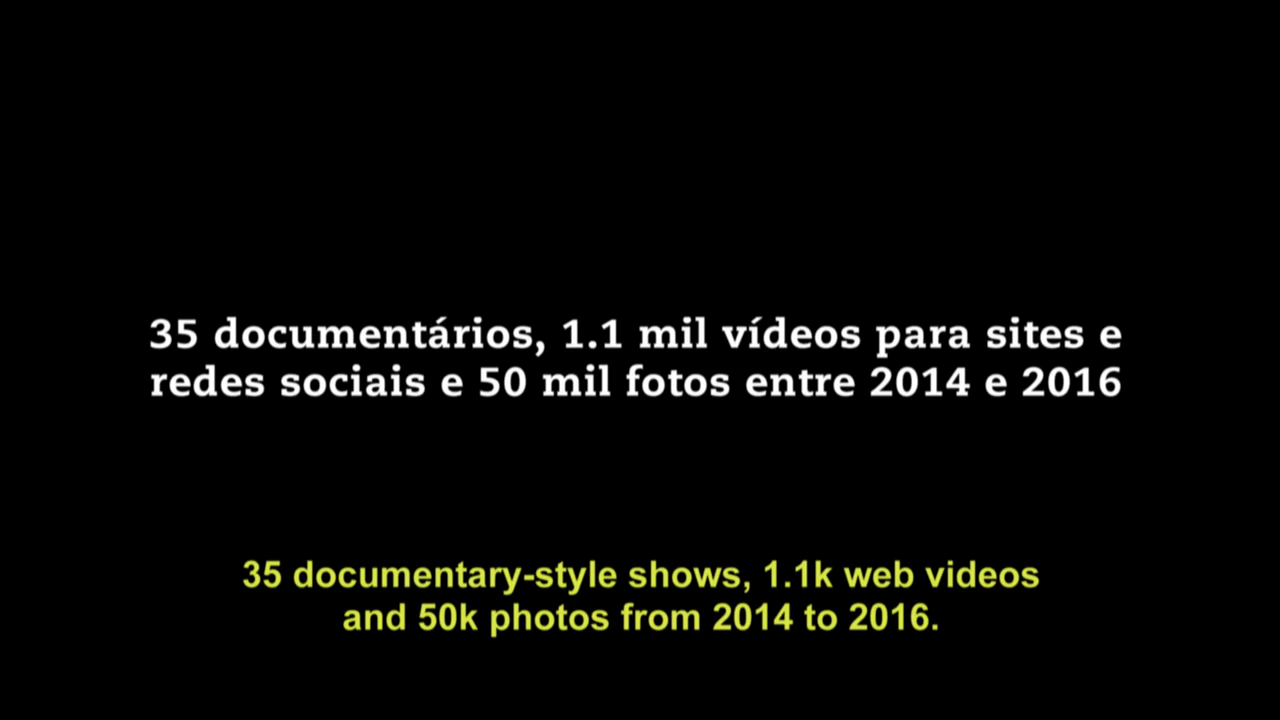 35 documentários, 1.1 mil vídeos para sites e
redes sociais e 50 mil fotos entre 2014 e 2016
35 documentary-style shows, 1.1k web videos
and 50k photos from 2014 to 2016.